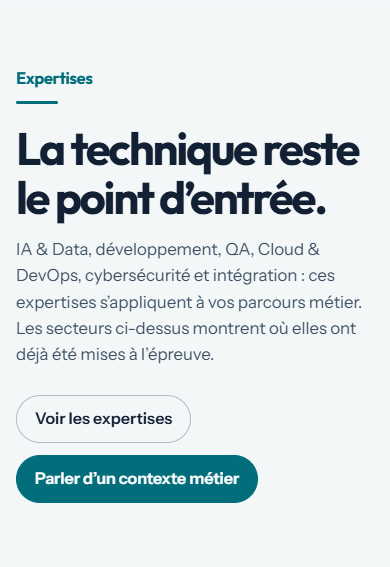 Expertises
La technique reste
le point d’entrée.
IA & Data, développement, QA, Cloud &
DevOps, cybersécurité et intégration : ces
expertises s’appliquent à vos parcours métier.
Les secteurs ci-dessus montrent où elles ont
déjà été mises à l’épreuve.
Voir les expertises
Parler d’un contexte métier